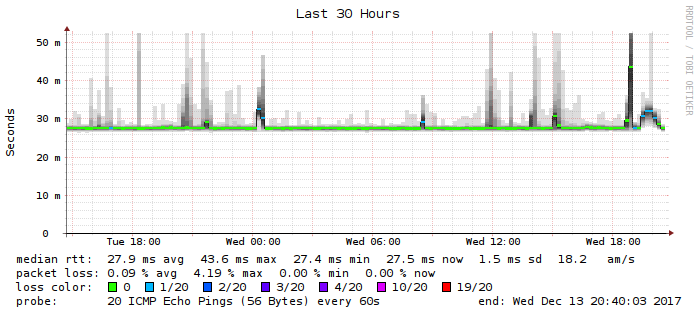 Last 30 Hours
RRDTOOL / TOBI OETIKER
Seconds
50 m
40 m
30 m
20 m
10 m
0
Tue 18:00 Wed 00:00 Wed 06:00 Wed 12:00 Wed 18:00
median rtt: 27.9 ms avg 43.6 ms max 27.4 ms min 27.5 ms now 1.5 ms sd 18.2 am/s
packet loss: 0.09 % avg 4.19 % max 0.00 % min 0.00 % now
loss color: 0 1/20 2/20 3/20 4/20 10/20 19/20
probe: 20 ICMP Echo Pings (56 Bytes) every 60s end: Wed Dec 13 20:40:03 2017